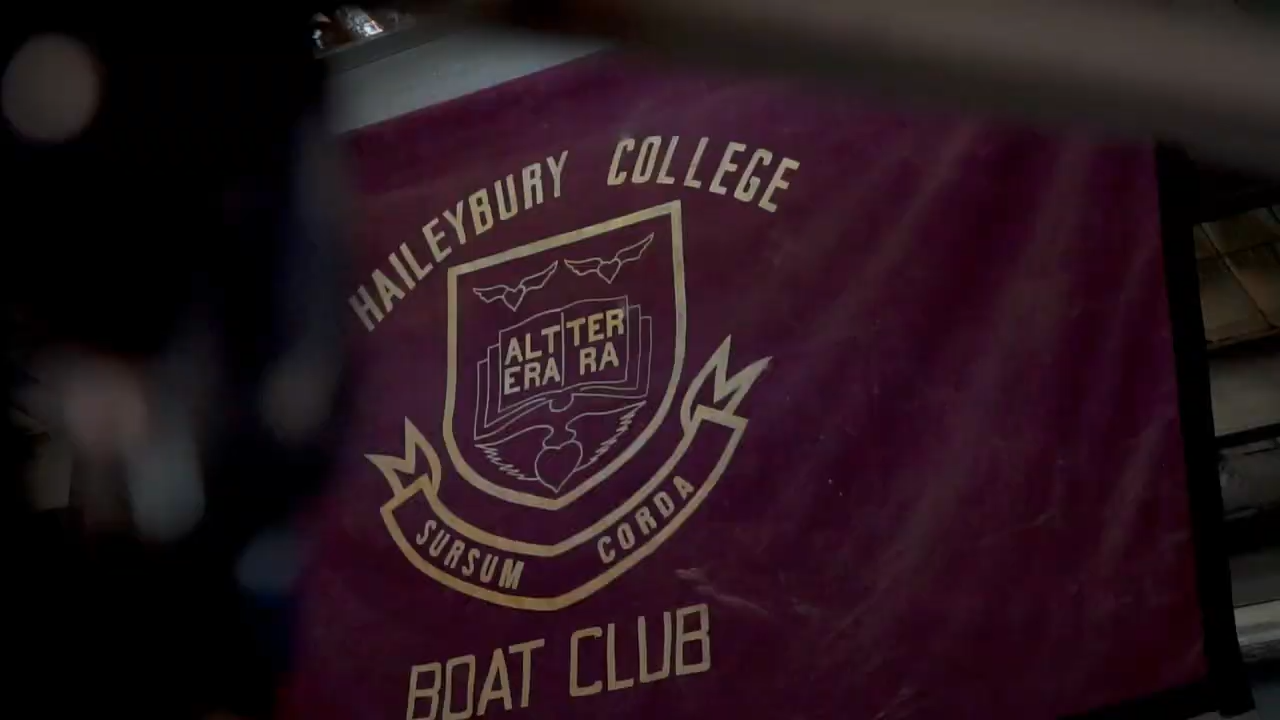 HAILEYBURY COLLEGE
ALT TER
ERA RA
SURSUM CORDA
BOAT CLUB